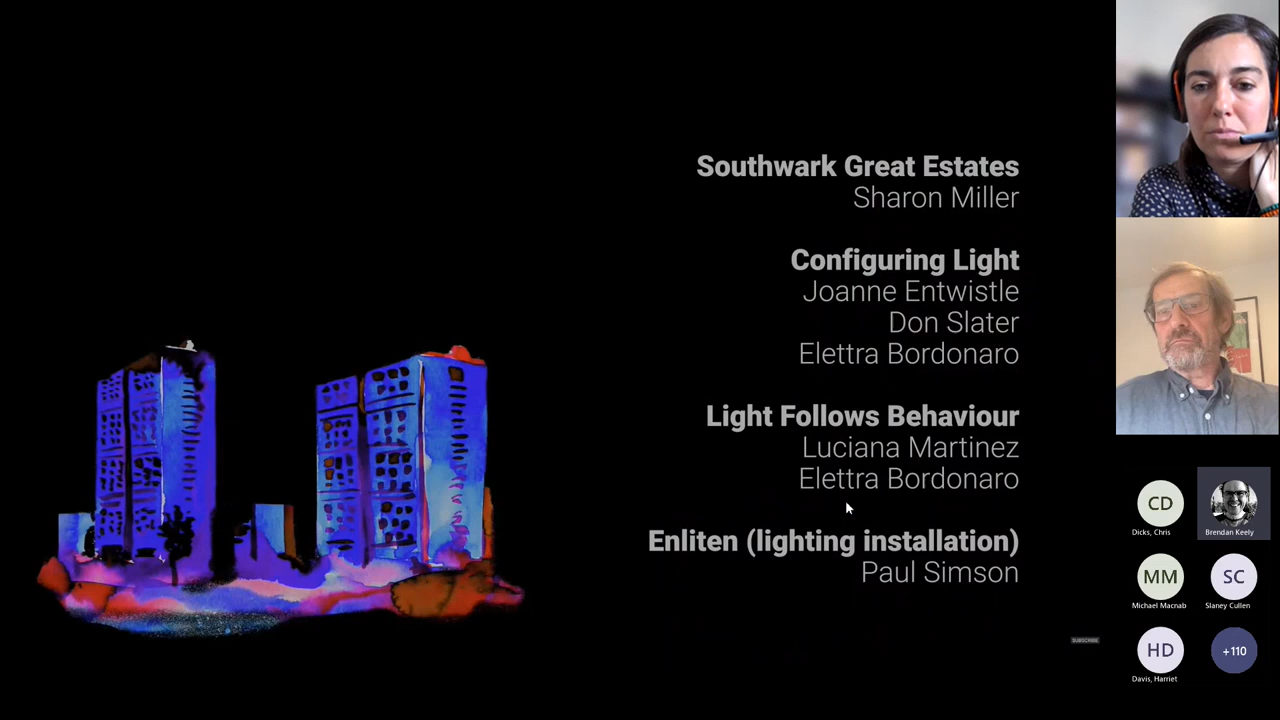 Southwark Great Estates
Sharon Miller
Configuring Light
Joanne Entwistle
Don Slater
Elettra Bordonaro
Light Follows Behaviour
Luciana Martinez
Elettra Bordonaro
Enliten (lighting installation)
Paul Simson
SUBSCRIBE
CD
Dicks, Chris
Brendan Keely
MM
Michael Macnab
SC
Slaney Cullen
HD
Davis, Harriet
+110